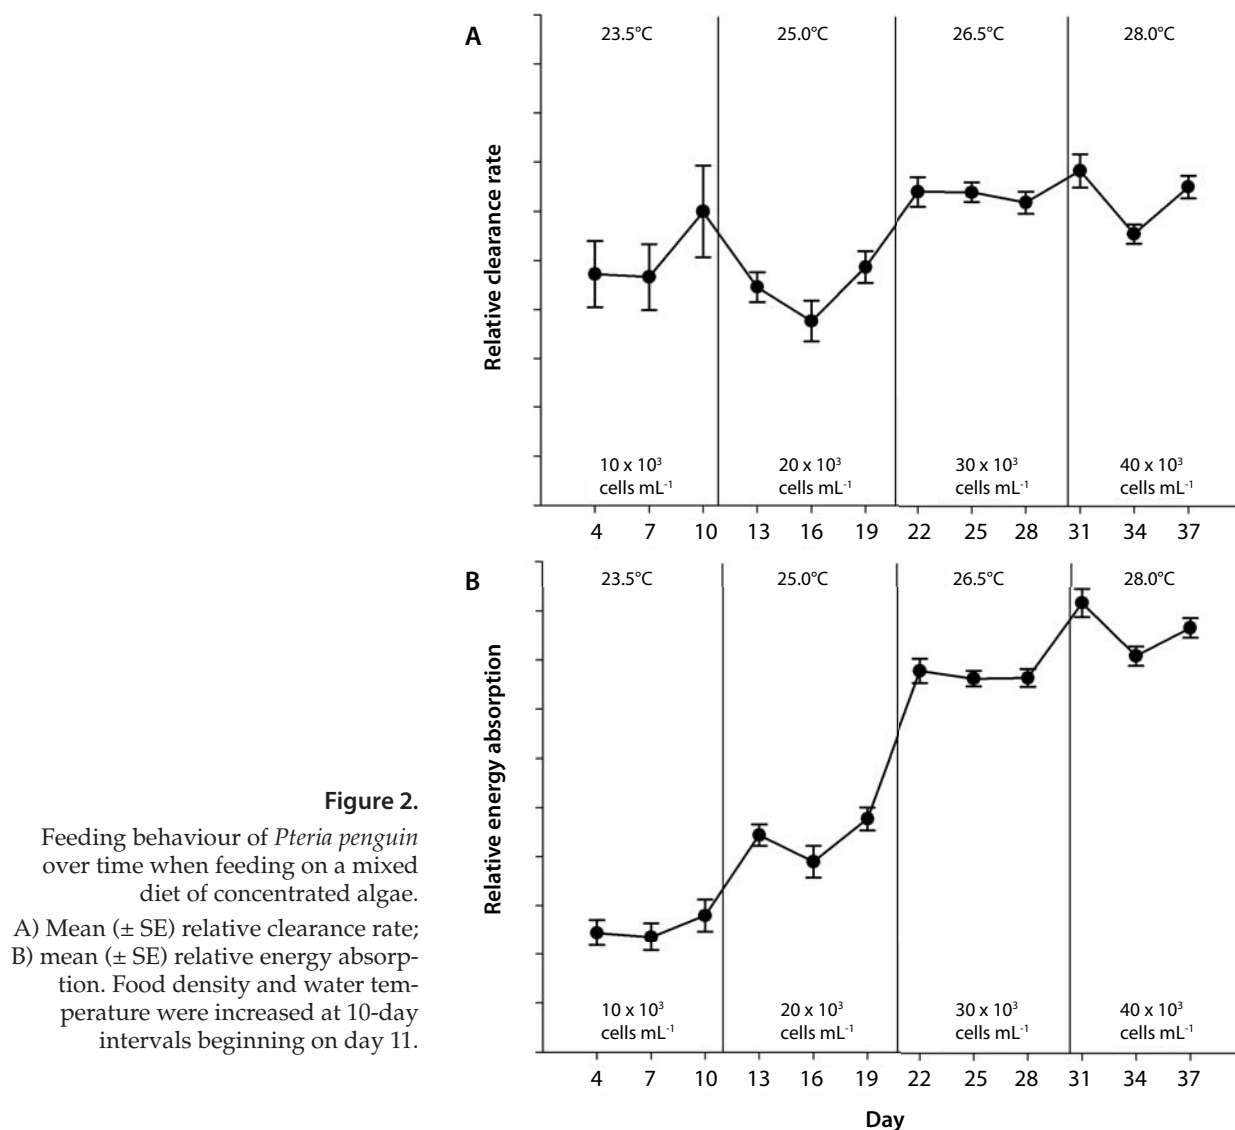 A
23.5°C 25.0°C 26.5°C 28.0°C
Relative clearance rate
10 x 10³ 20 x 10³ 30 x 10³ 40 x 10³
cells mL⁻¹ cells mL⁻¹ cells mL⁻¹ cells mL⁻¹
4 7 10 13 16 19 22 25 28 31 34 37
B
23.5°C 25.0°C 26.5°C 28.0°C
Relative energy absorption
10 x 10³ 20 x 10³ 30 x 10³ 40 x 10³
cells mL⁻¹ cells mL⁻¹ cells mL⁻¹ cells mL⁻¹
4 7 10 13 16 19 22 25 28 31 34 37
Day
Figure 2.
Feeding behaviour of Pteria penguin
over time when feeding on a mixed
diet of concentrated algae.
A) Mean (± SE) relative clearance rate;
B) mean (± SE) relative energy absorp-
tion. Food density and water tem-
perature were increased at 10-day
intervals beginning on day 11.